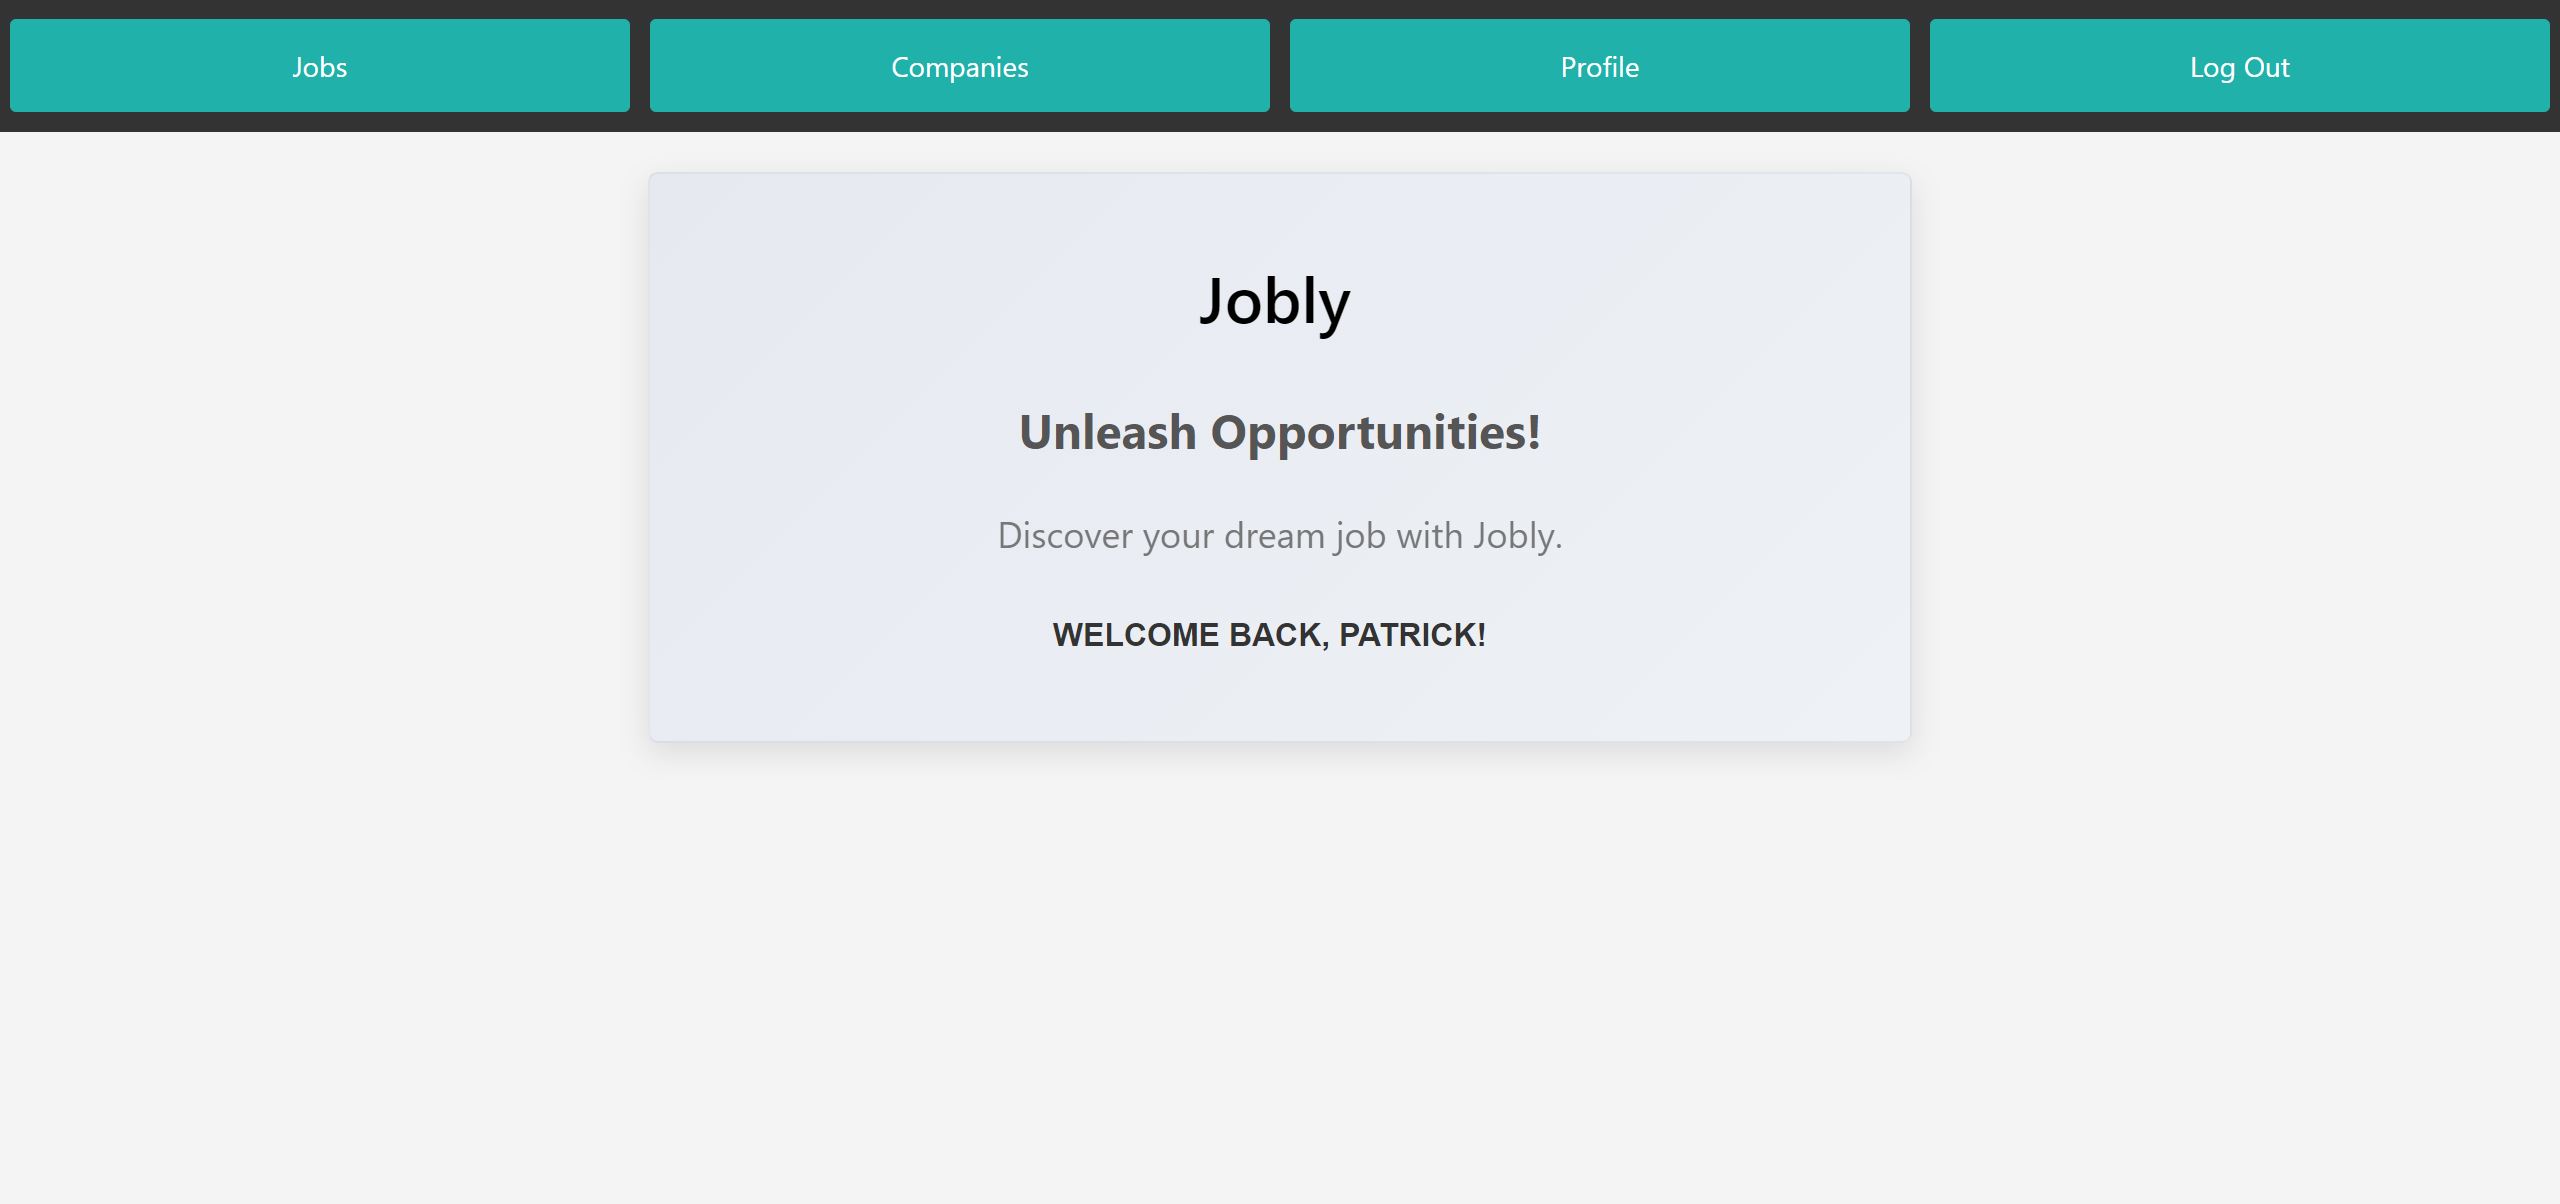 Jobs
Companies
Profile
Log Out
Jobly
Unleash Opportunities!
Discover your dream job with Jobly.
WELCOME BACK, PATRICK!